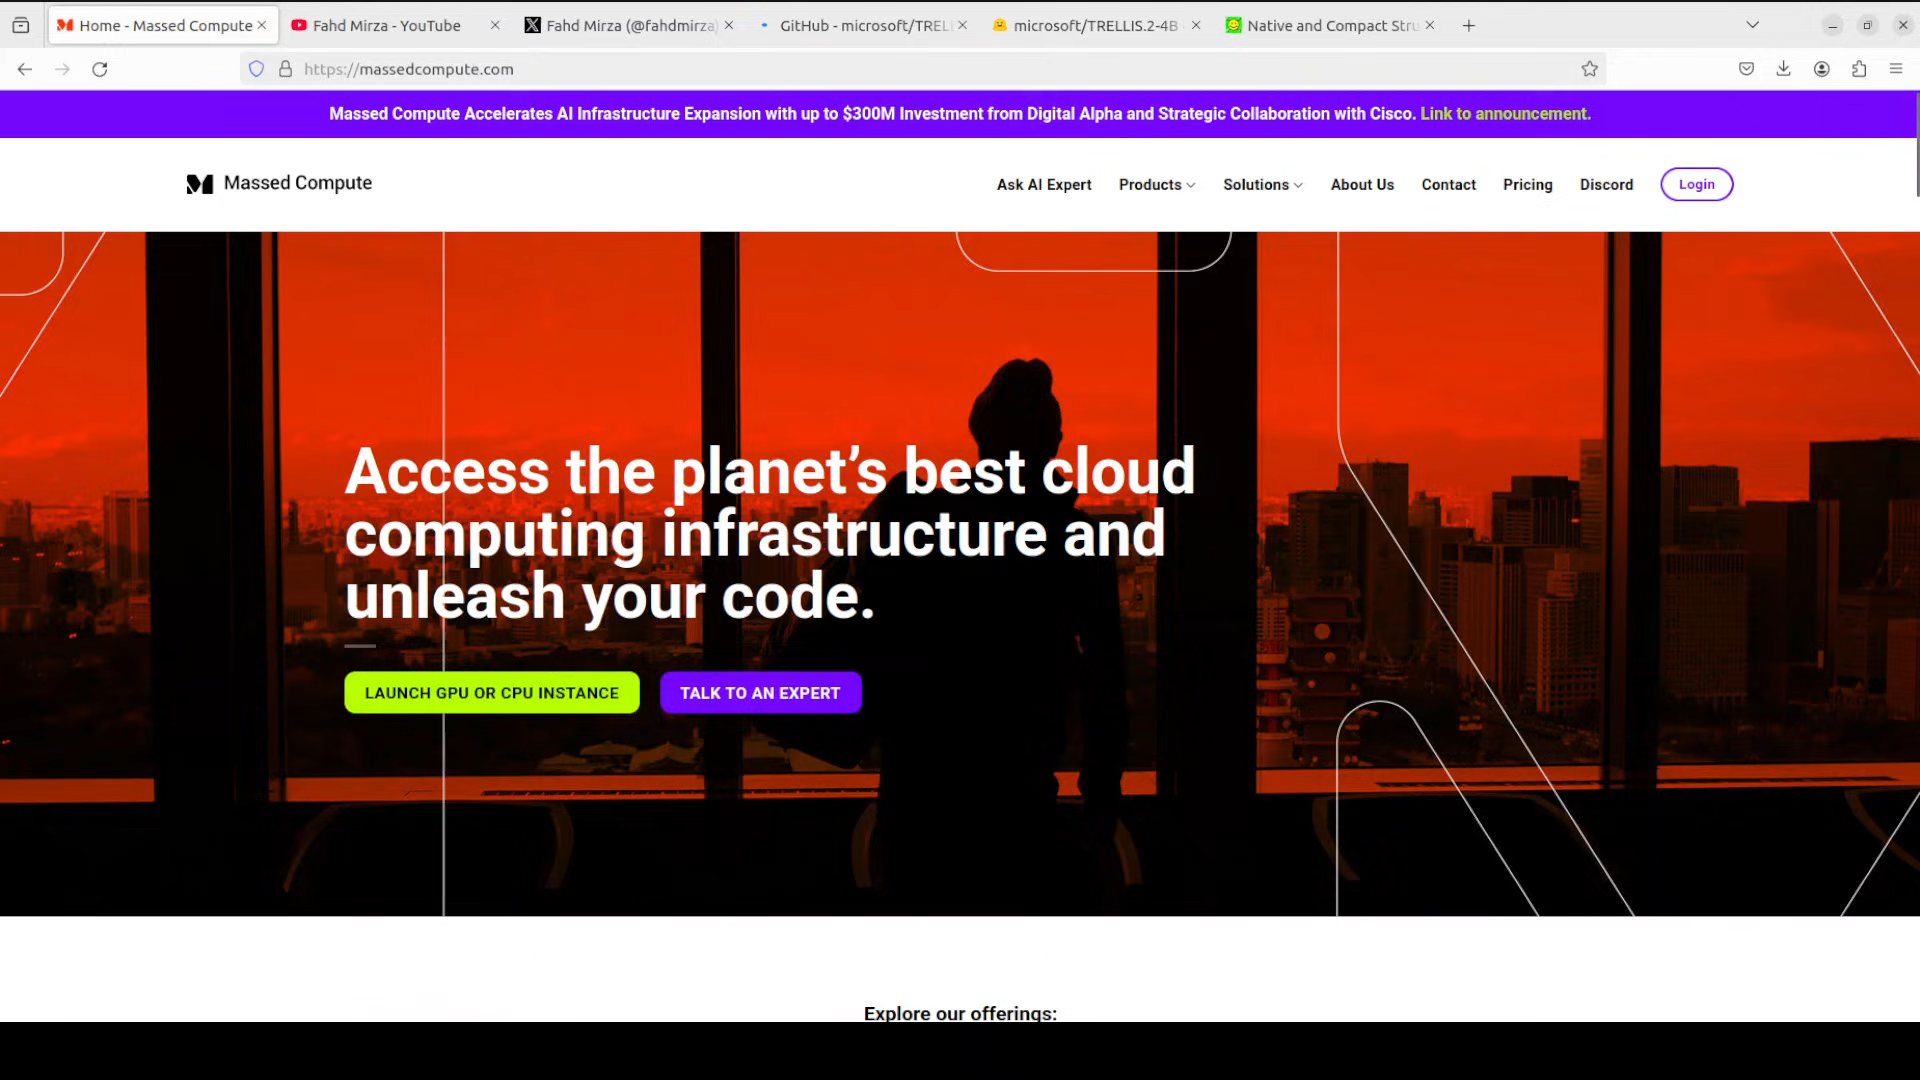 Home - Massed Compute
Fahd Mirza - YouTube
Fahd Mirza (@fahdmirza)
GitHub - microsoft/TREL
microsoft/TRELLIS.2-4B
Native and Compact Stru
https://massedcompute.com
Massed Compute Accelerates AI Infrastructure Expansion with up to $300M Investment from Digital Alpha and Strategic Collaboration with Cisco. Link to announcement.
Massed Compute
Ask AI Expert
Products
Solutions
About Us
Contact
Pricing
Discord
Login
Access the planet’s best cloud
computing infrastructure and
unleash your code.
LAUNCH GPU OR CPU INSTANCE
TALK TO AN EXPERT
Explore our offerings: